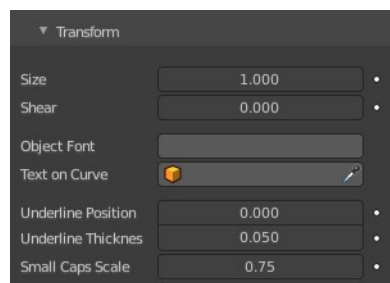 Transform
Size 1.000
Shear 0.000
Object Font
Text on Curve
Underline Position 0.000
Underline Thicknes 0.050
Small Caps Scale 0.75